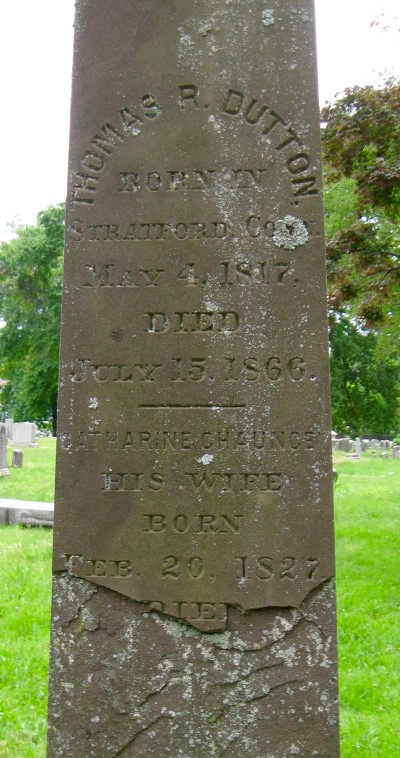 THOMAS R. DUTTON,
BORN IN
STRATFORD, CONN.
MAY 4, 1817,
DIED
JULY 15, 1866.
CATHARINE CHAUNCEY
HIS WIFE
BORN
FEB. 20, 1827
DIED